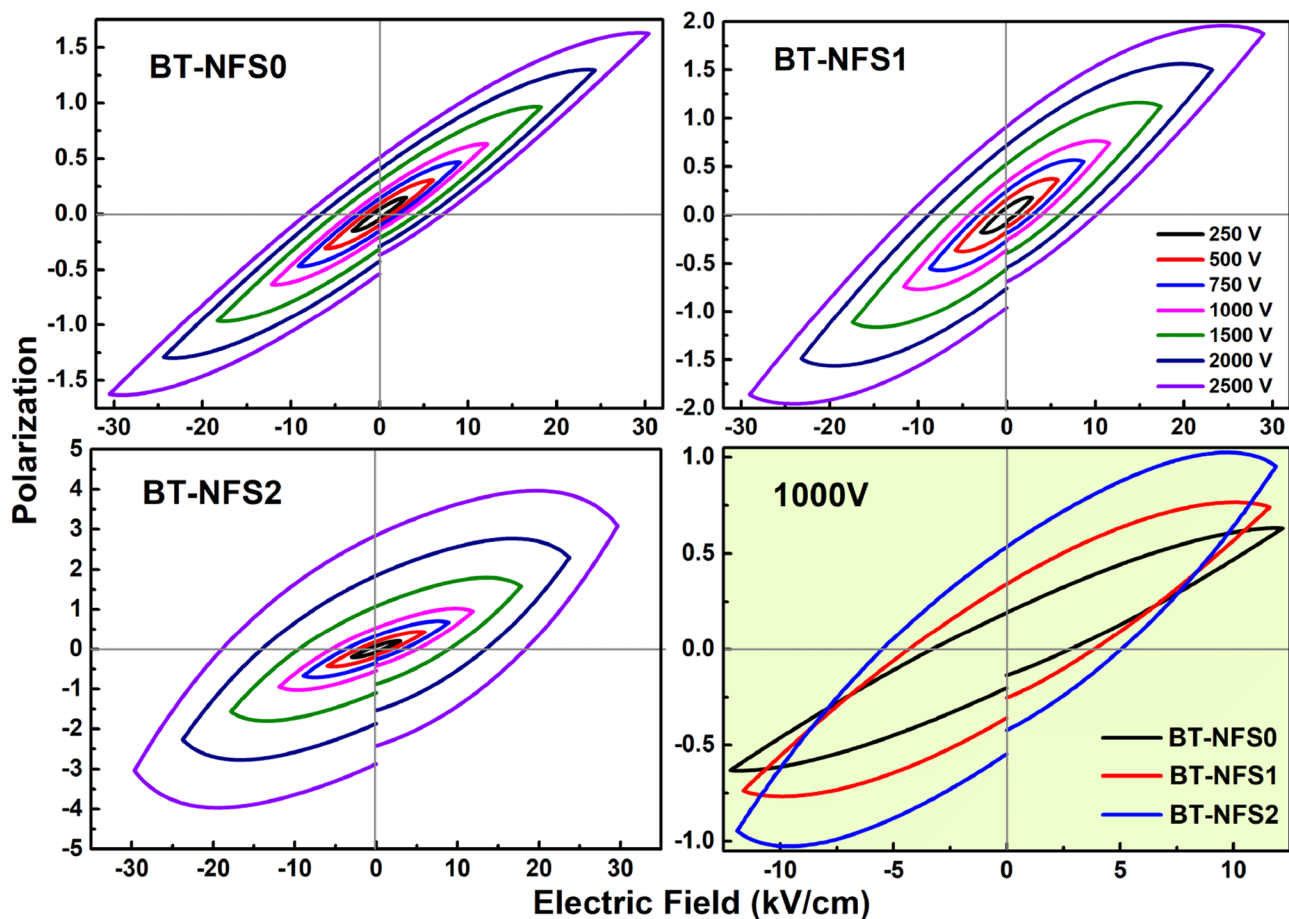 BT-NFS0
1.5
1.0
0.5
0.0
-0.5
-1.0
-1.5
-30 -20 -10 0 10 20 30
BT-NFS1
2.0
1.5
1.0
0.5
0.0
-0.5
-1.0
-1.5
-2.0
-30 -20 -10 0 10 20 30
250 V
500 V
750 V
1000 V
1500 V
2000 V
2500 V
Polarization
BT-NFS2
5
4
3
2
1
0
-1
-2
-3
-4
-5
-30 -20 -10 0 10 20 30
1000V
1.0
0.5
0.0
-0.5
-1.0
-10 -5 0 5 10
BT-NFS0
BT-NFS1
BT-NFS2
Electric Field (kV/cm)